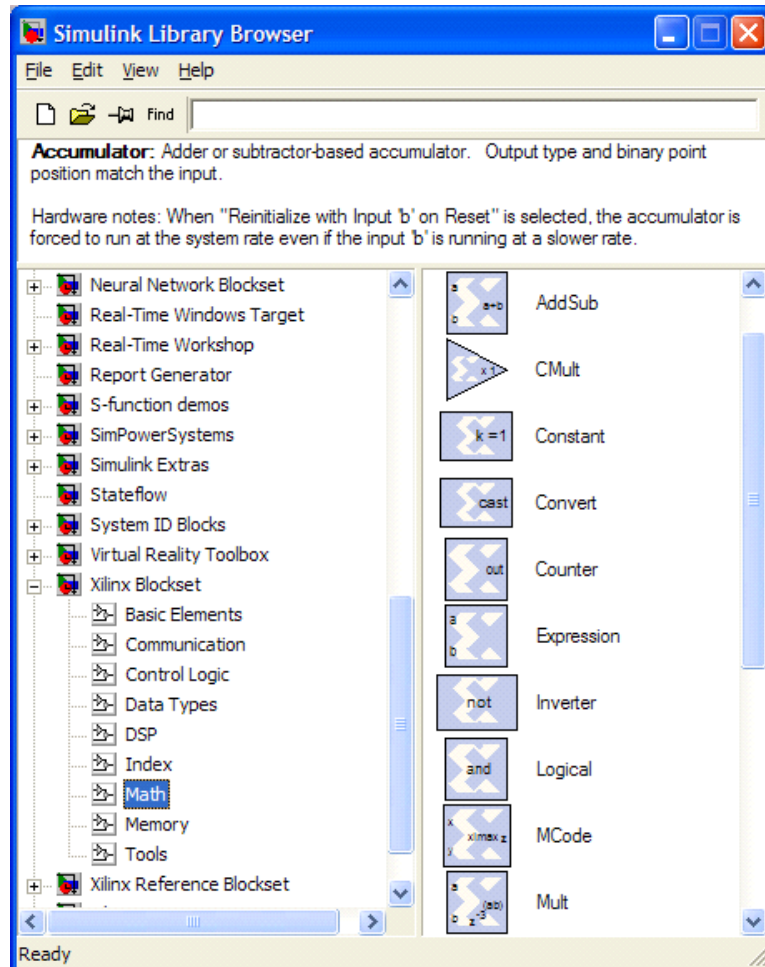 Simulink Library Browser
File Edit View Help
Find
Accumulator: Adder or subtractor-based accumulator. Output type and binary point
position match the input.
Hardware notes: When "Reinitialize with Input 'b' on Reset" is selected, the accumulator is
forced to run at the system rate even if the input 'b' is running at a slower rate.
Neural Network Blockset
Real-Time Windows Target
Real-Time Workshop
Report Generator
S-function demos
SimPowerSystems
Simulink Extras
Stateflow
System ID Blocks
Virtual Reality Toolbox
Xilinx Blockset
Basic Elements
Communication
Control Logic
Data Types
DSP
Index
Math
Memory
Tools
Xilinx Reference Blockset
a
a+b
b
AddSub
x 1
CMult
k =1
Constant
cast
Convert
out
Counter
a
b
Expression
not
Inverter
and
Logical
x
xlmax z
y
MCode
a
(ab)
b z-3
Mult
Ready